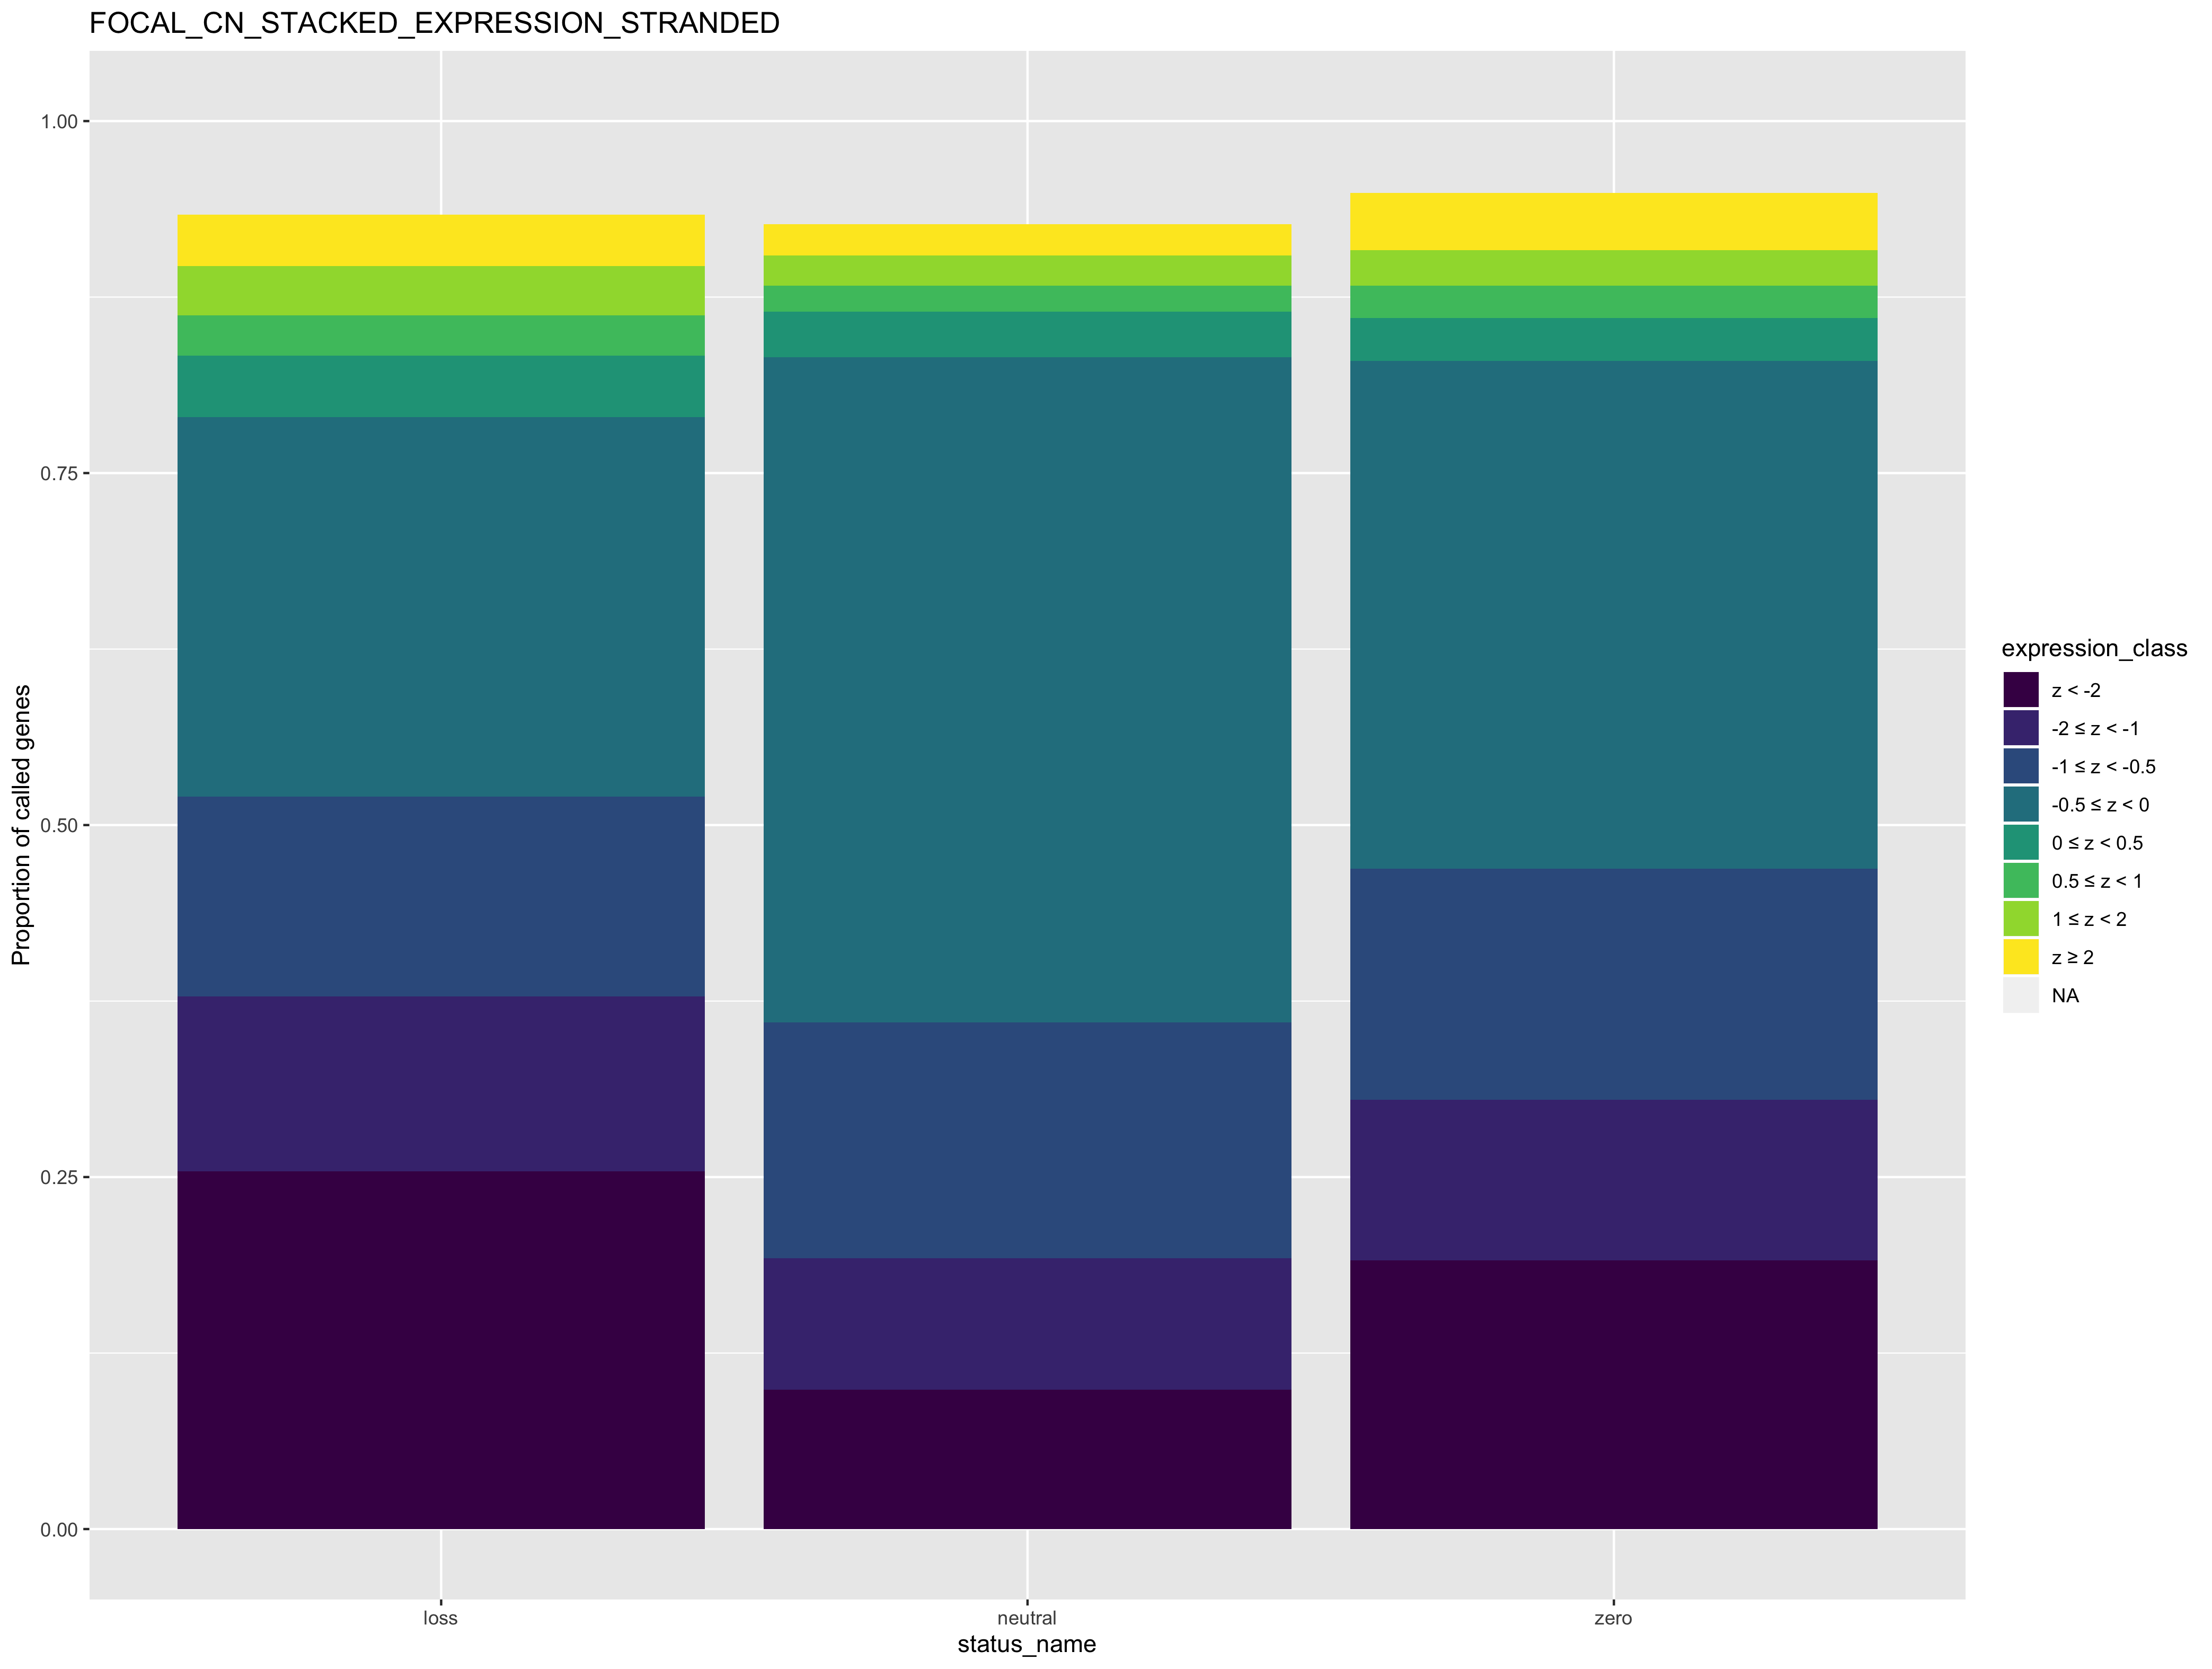 FOCAL_CN_STACKED_EXPRESSION_STRANDED
Proportion of called genes
1.00
0.75
0.50
0.25
0.00
loss
neutral
zero
status_name
expression_class
z < -2
-2 ≤ z < -1
-1 ≤ z < -0.5
-0.5 ≤ z < 0
0 ≤ z < 0.5
0.5 ≤ z < 1
1 ≤ z < 2
z ≥ 2
NA